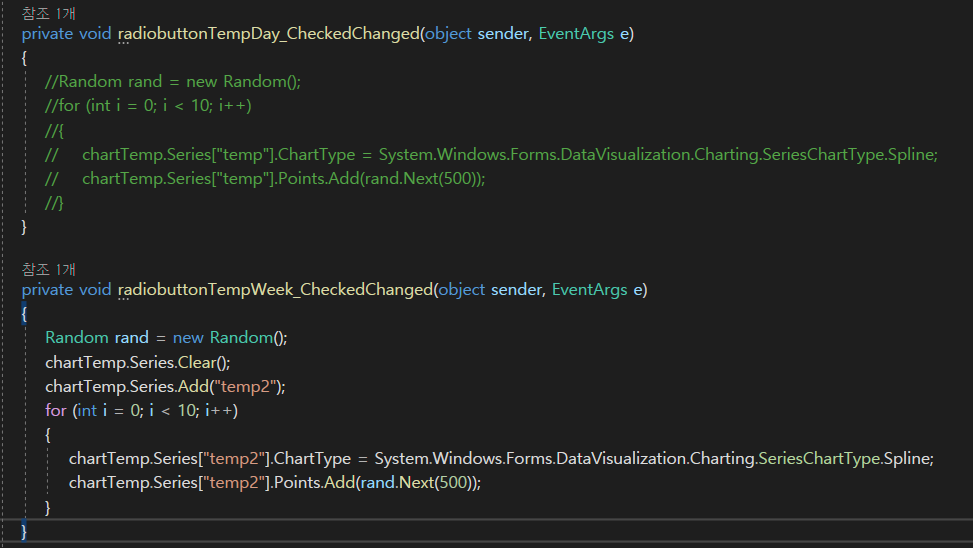 참조 1개
private void radiobuttonTempDay_CheckedChanged(object sender, EventArgs e)
{
//Random rand = new Random();
//for (int i = 0; i < 10; i++)
//{
//    chartTemp.Series["temp"].ChartType = System.Windows.Forms.DataVisualization.Charting.SeriesChartType.Spline;
//    chartTemp.Series["temp"].Points.Add(rand.Next(500));
//}
}
참조 1개
private void radiobuttonTempWeek_CheckedChanged(object sender, EventArgs e)
{
Random rand = new Random();
chartTemp.Series.Clear();
chartTemp.Series.Add("temp2");
for (int i = 0; i < 10; i++)
{
chartTemp.Series["temp2"].ChartType = System.Windows.Forms.DataVisualization.Charting.SeriesChartType.Spline;
chartTemp.Series["temp2"].Points.Add(rand.Next(500));
}
}